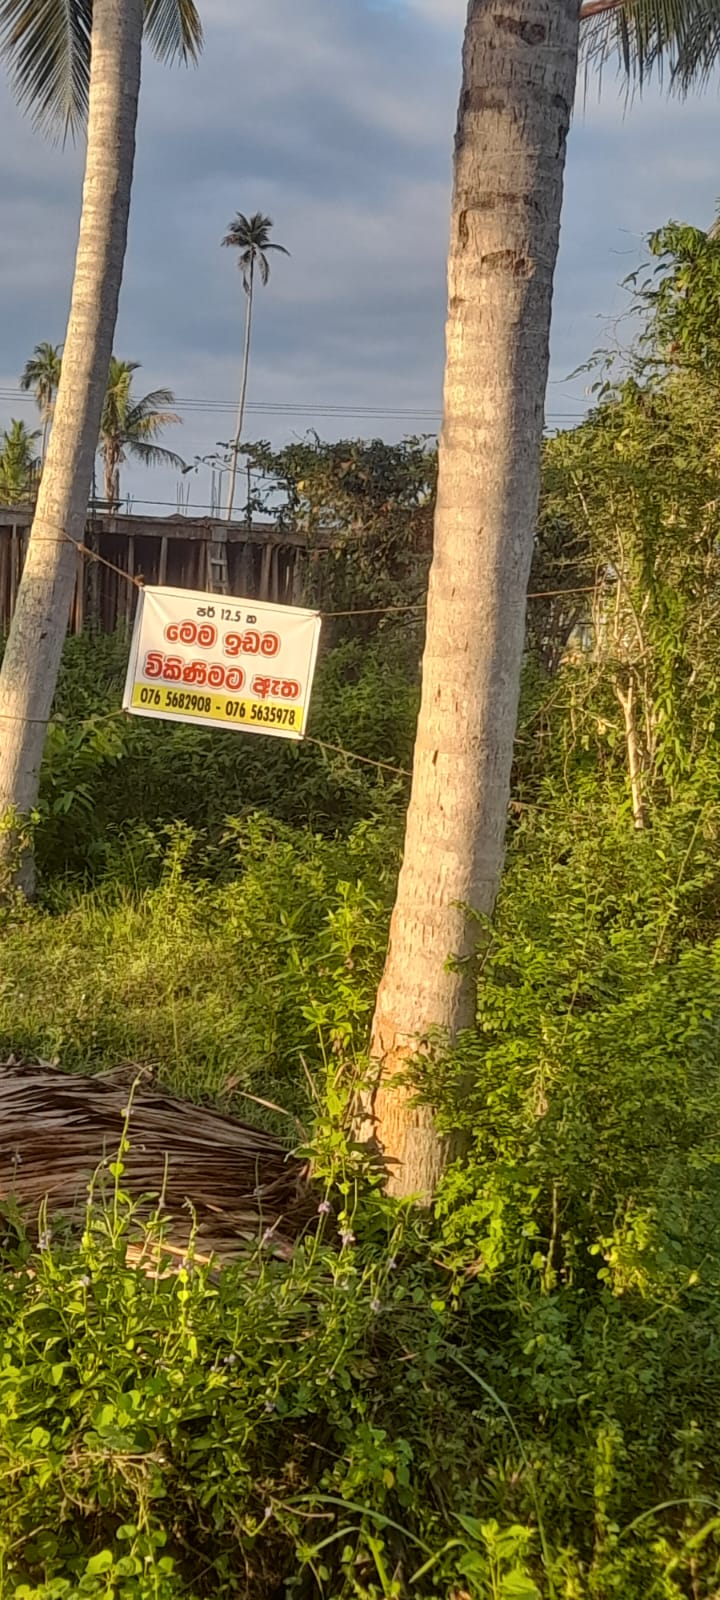 පර් 12.5 ක
මෙම ඉඩම
විකිණීමට ඇත
076 5682908 - 076 5635978